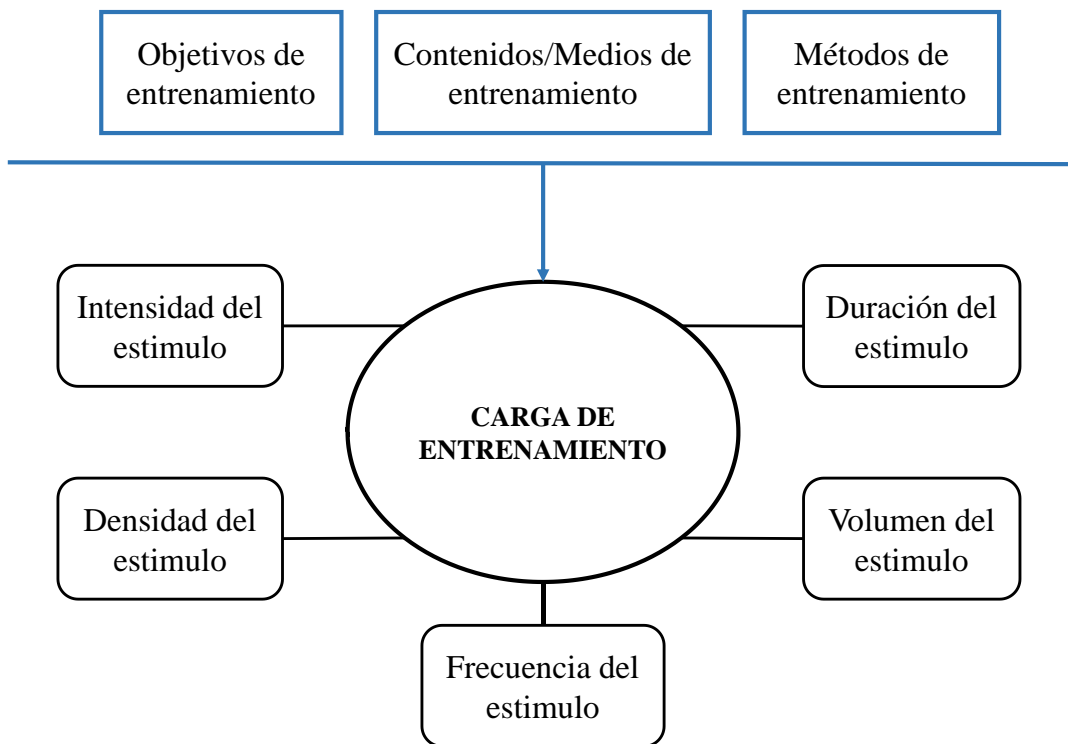 Objetivos de
entrenamiento
Contenidos/Medios de
entrenamiento
Métodos de
entrenamiento
Intensidad del
estimulo
Duración del
estimulo
CARGA DE
ENTRENAMIENTO
Densidad del
estimulo
Volumen del
estimulo
Frecuencia del
estimulo